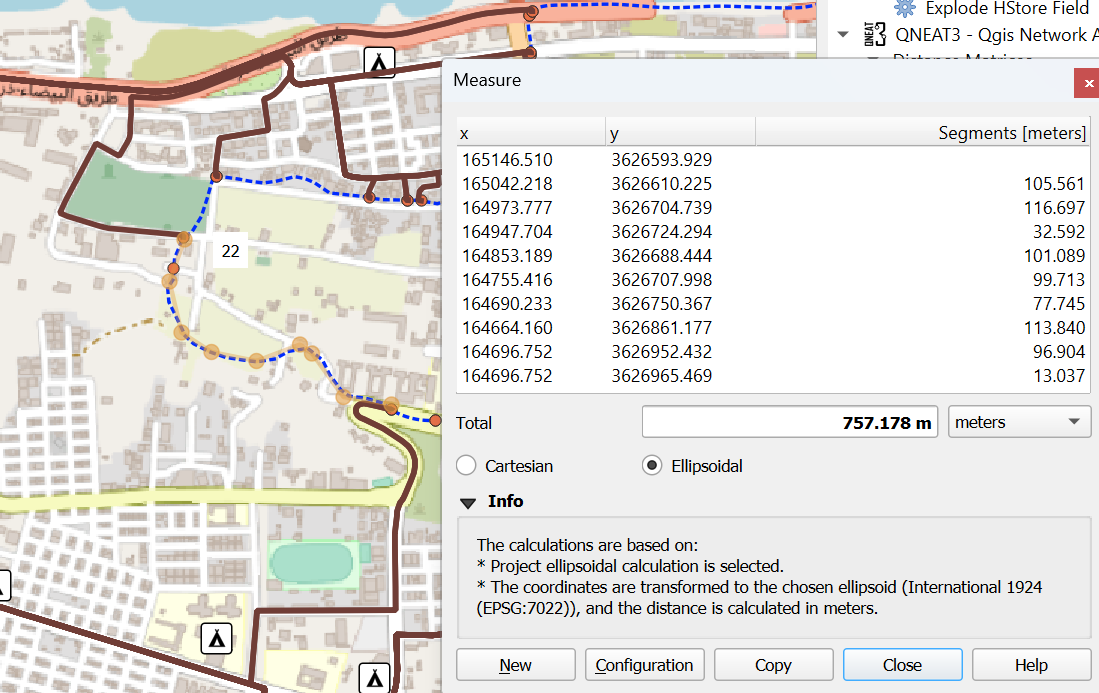 Explode HStore Field
QNEAT3 - Qgis Network A
Measure
x y Segments [meters]
165146.510 3626593.929
165042.218 3626610.225 105.561
164973.777 3626704.739 116.697
164947.704 3626724.294 32.592
164853.189 3626688.444 101.089
164755.416 3626707.998 99.713
164690.233 3626750.367 77.745
164664.160 3626861.177 113.840
164696.752 3626952.432 96.904
164696.752 3626965.469 13.037
Total 757.178 m meters
Cartesian Ellipsoidal
Info
The calculations are based on:
* Project ellipsoidal calculation is selected.
* The coordinates are transformed to the chosen ellipsoid (International 1924
(EPSG:7022)), and the distance is calculated in meters.
New Configuration Copy Close Help
22